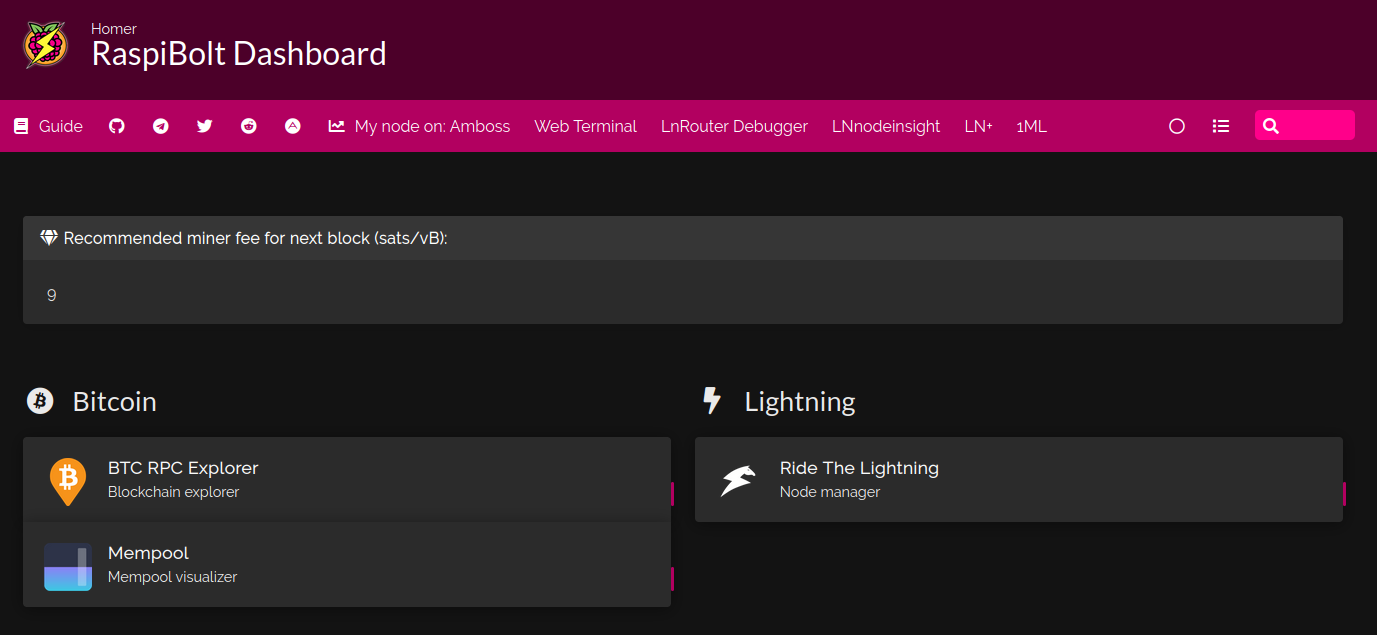 Homer
RaspiBolt Dashboard
Guide My node on: Amboss Web Terminal LnRouter Debugger LNnodeinsight LN+ 1ML
Recommended miner fee for next block (sats/vB):
9
Bitcoin
BTC RPC Explorer
Blockchain explorer
Mempool
Mempool visualizer
Lightning
Ride The Lightning
Node manager